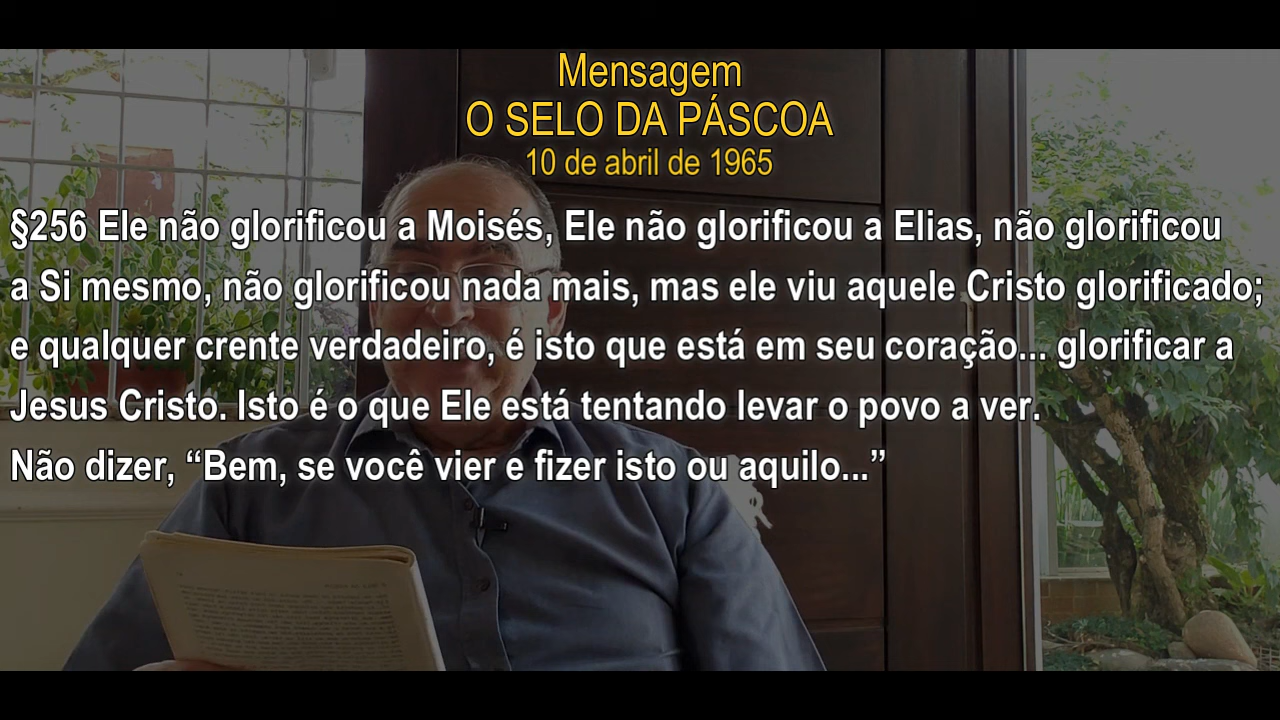 Mensagem
O SELO DA PÁSCOA
10 de abril de 1965
§256 Ele não glorificou a Moisés, Ele não glorificou a Elias, não glorificou
a Si mesmo, não glorificou nada mais, mas ele viu aquele Cristo glorificado;
e qualquer crente verdadeiro, é isto que está em seu coração... glorificar a
Jesus Cristo. Isto é o que Ele está tentando levar o povo a ver.
Não dizer, “Bem, se você vier e fizer isto ou aquilo...”